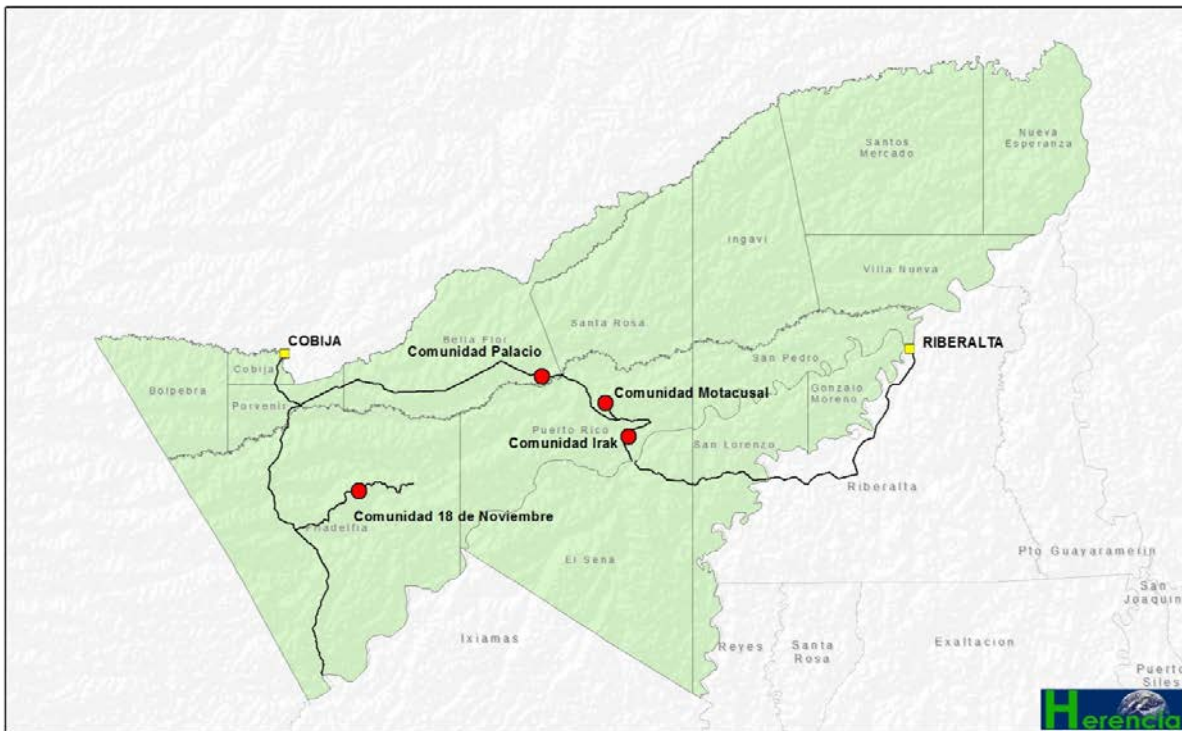 Santos
Mercado
Nueva
Esperanza
Ingavi
Villa Nueva
COBIJA
Bella Flor
Santa Rosa
RIBERALTA
Comunidad Palacio
San Pedro
Cobija
Bolpebra
Porvenir
Gonzalo
Moreno
Comunidad Motacusal
Puerto Rico
Comunidad Irak
San Lorenzo
Riberalta
Comunidad 18 de Noviembre
Pto Guayaramerin
El Sena
San
Joaquin
Ixiamas
Reyes
Santa
Rosa
Exaltacion
Puerto
Siles
Herencia